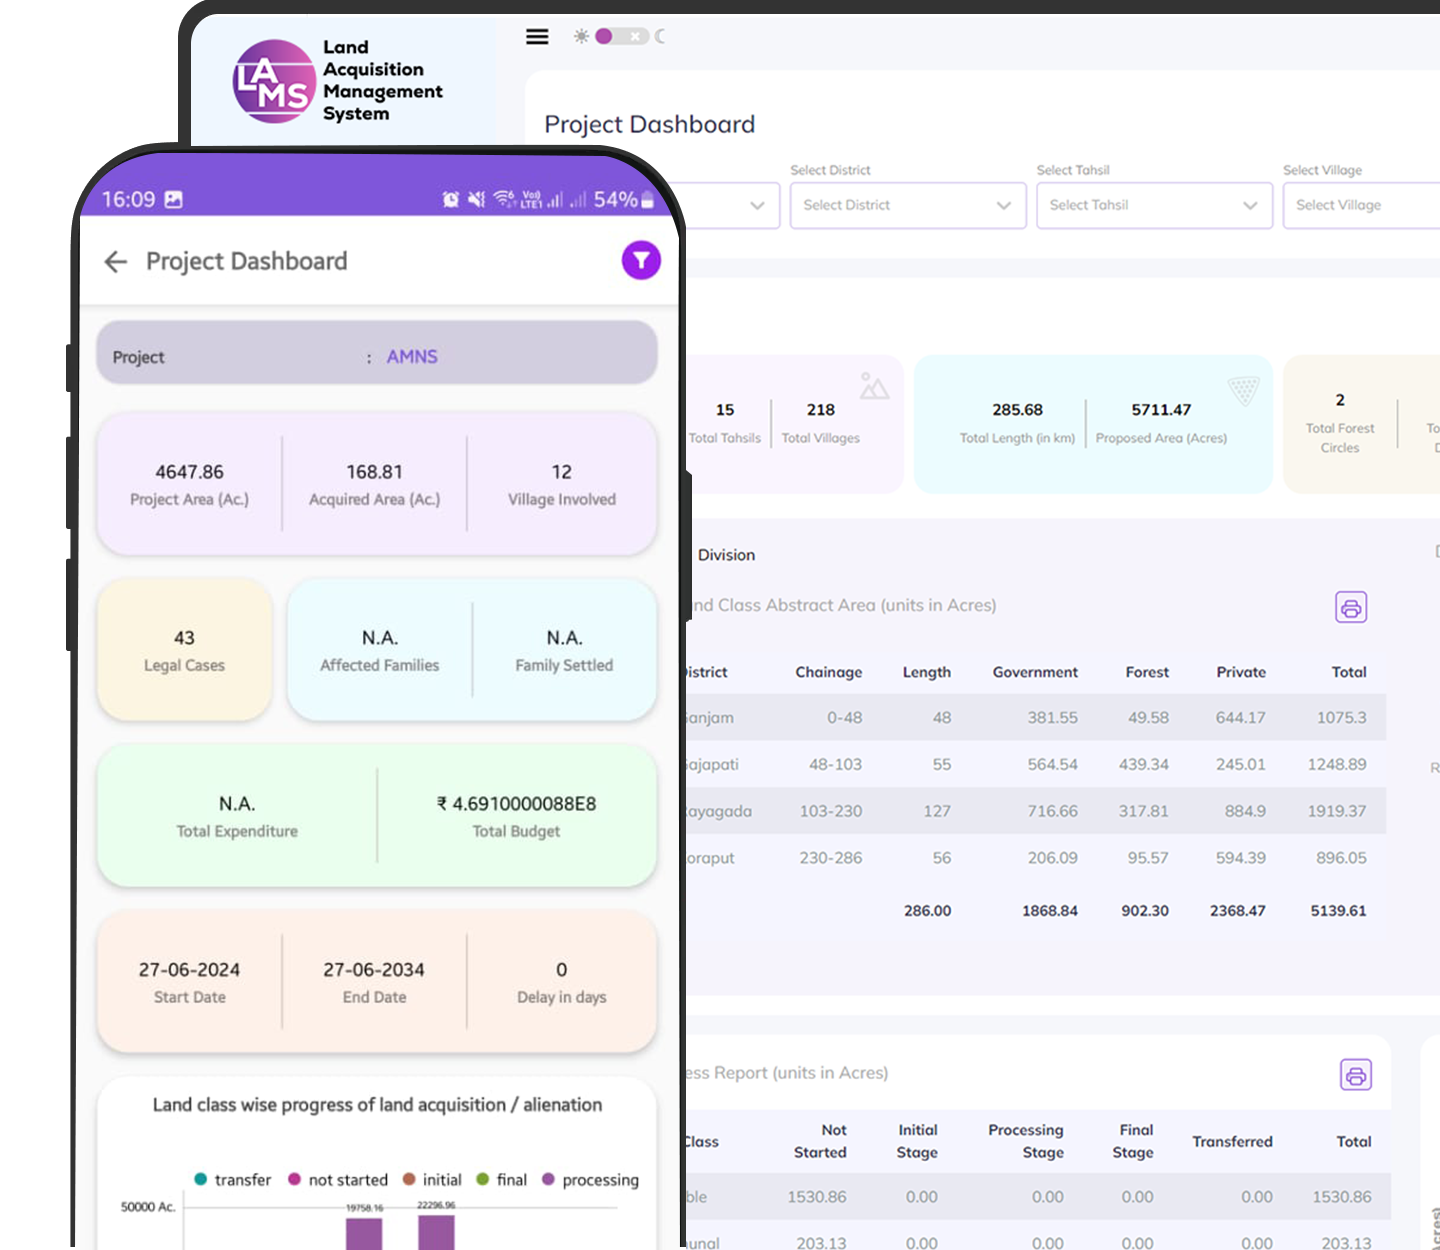 Land
Acquisition
Management
System
LAMS
Project Dashboard
Select District
Select Tahsil
Select Village
Select District
Select Tahsil
Select Village
15
Total Tahsils
218
Total Villages
285.68
Total Length (in km)
5711.47
Proposed Area (Acres)
2
Total Forest
Circles
Division
Class Abstract Area (units in Acres)
Chainage Length Government Forest Private Total
0-48 48 381.55 49.58 644.17 1075.3
48-103 55 564.54 439.34 245.01 1248.89
103-230 127 716.66 317.81 884.9 1919.37
230-286 56 206.09 95.57 594.39 896.05
286.00 1868.84 902.30 2368.47 5139.61
Report (units in Acres)
Class Not Started Initial Stage Processing Stage Final Stage Transferred Total
1530.86 0.00 0.00 0.00 0.00 1530.86
203.13 0.00 0.00 0.00 0.00 203.13
16:09
54%
Project Dashboard
Project : AMNS
4647.86
Project Area (Ac.)
168.81
Acquired Area (Ac.)
12
Village Involved
43
Legal Cases
N.A.
Affected Families
N.A.
Family Settled
N.A.
Total Expenditure
₹ 4.6910000088E8
Total Budget
27-06-2024
Start Date
27-06-2034
End Date
0
Delay in days
Land class wise progress of land acquisition / alienation
transfer not started initial final processing
50000 Ac.
19758.16
22296.96